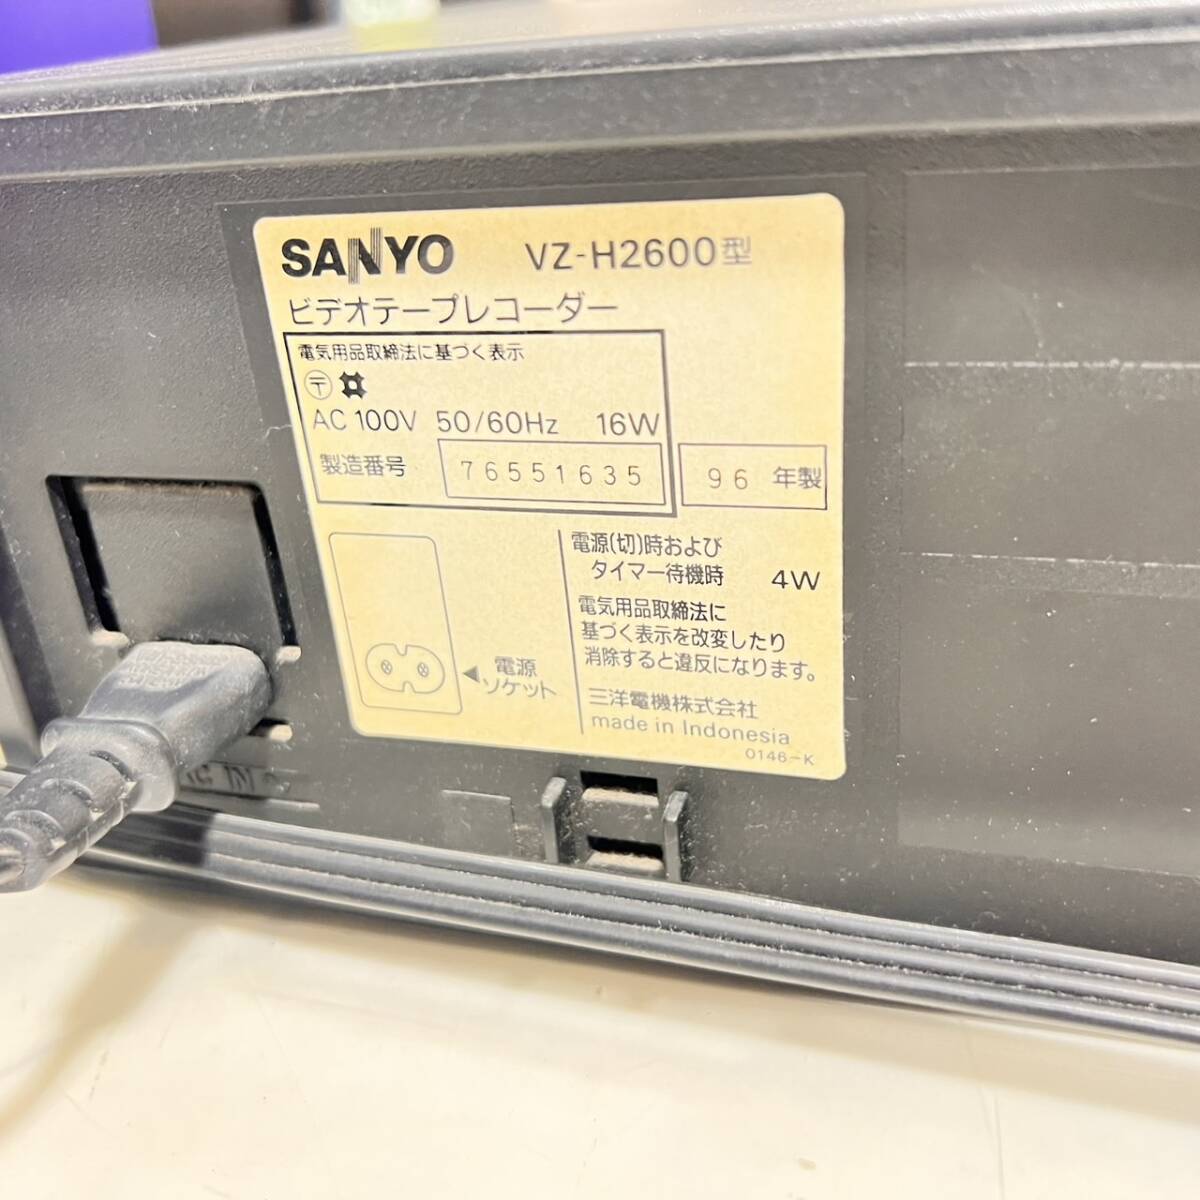 SANYO VZ-H2600型
ビデオテープレコーダー
電気用品取締法に基づく表示
〒
AC 100V 50/60Hz 16W
製造番号 76551635 96 年製
電源(切)時および
タイマー待機時 4W
電気用品取締法に
基づく表示を改変したり
消除すると違反になります。
電源
ソケット
三洋電機株式会社
made in Indonesia
0146-K
AC IN